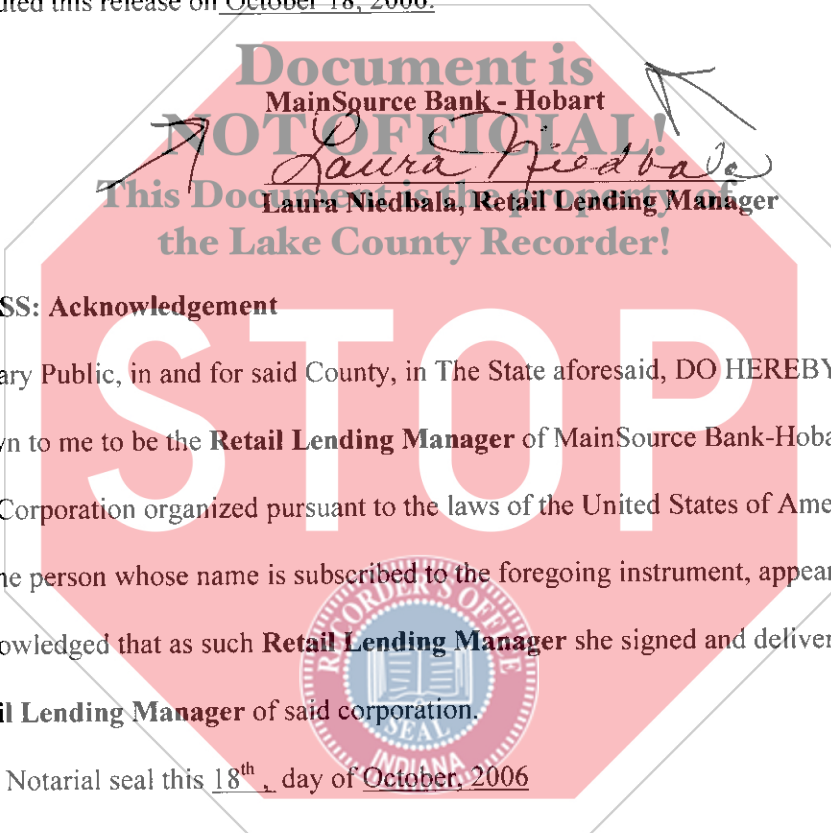 uted this release on October 18, 2006.
Document is
MainSource Bank - Hobart
NOT OFFICIAL!
Laura Niedbala
This Document is the property of
Laura Niedbala, Retail Lending Manager
the Lake County Recorder!
SS: Acknowledgement
STOP
ary Public, in and for said County, in The State aforesaid, DO HEREBY
vn to me to be the Retail Lending Manager of MainSource Bank-Hoba
Corporation organized pursuant to the laws of the United States of Ame
ne person whose name is subscribed to the foregoing instrument, appear
owledged that as such Retail Lending Manager she signed and deliver
il Lending Manager of said corporation.
Notarial seal this 18th, day of October, 2006
RECORDER'S OFFICE
SEAL
INDIANA